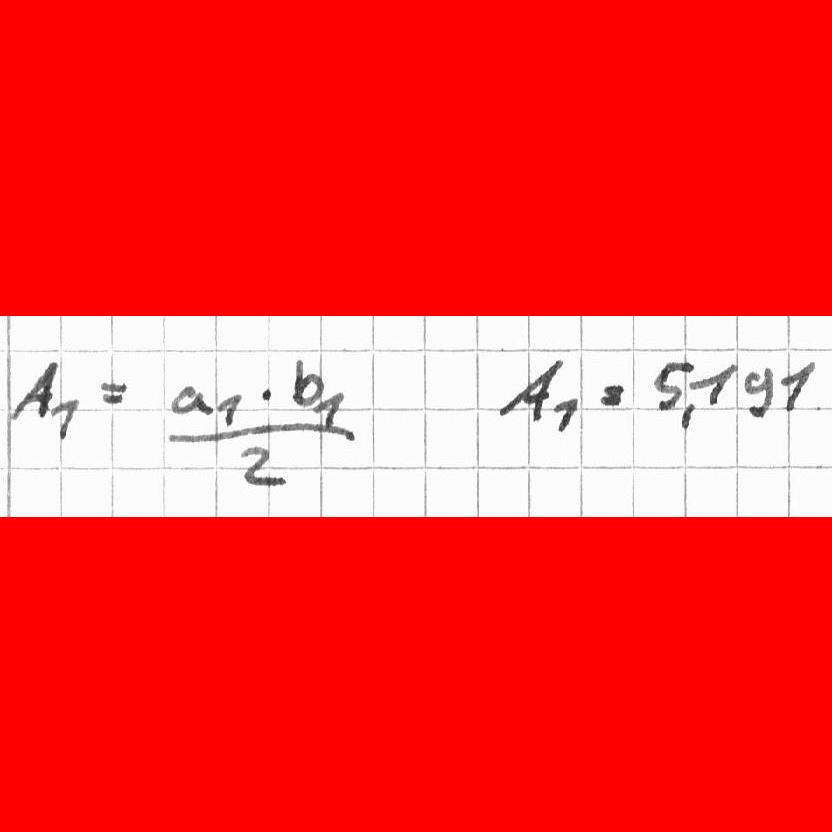 A₁ = a₁ · b₁ / 2    A₁ = 5,191